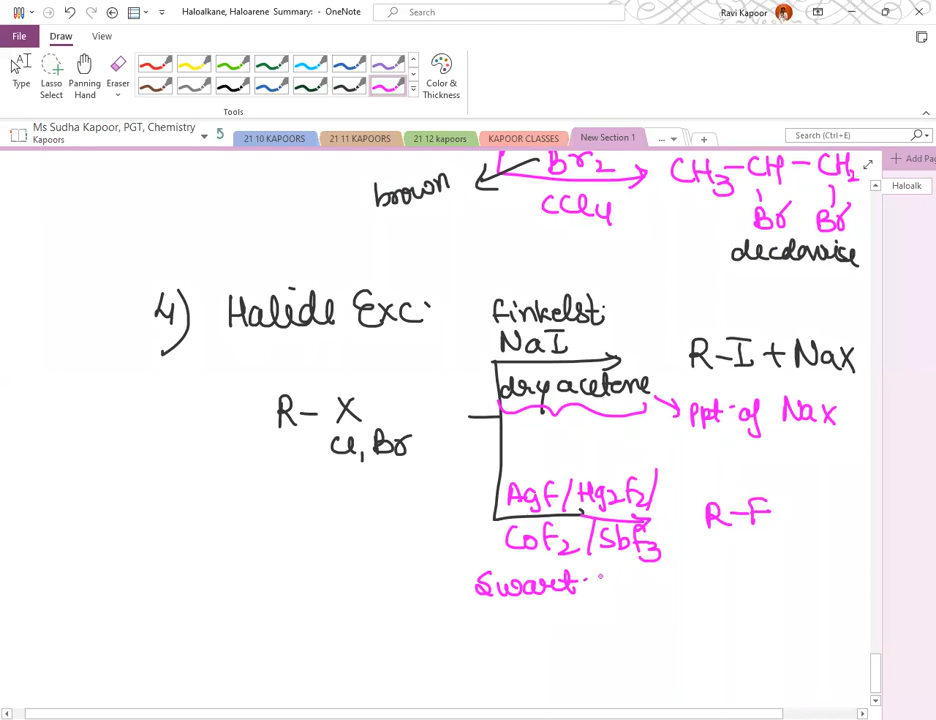 Haloalkane, Haloarene Summary: - OneNote
Search
Ravi Kapoor
File Draw View
Type
Lasso Select
Panning Hand
Eraser
Color & Thickness
Tools
Ms Sudha Kapoor, PGT, Chemistry
Kapoors
21 10 KAPOORS
21 11 KAPOORS
21 12 kapoors
KAPOOR CLASSES
New Section 1
...
Search (Ctrl+E)
Add Pag
Haloalk
brown
Br2
CCl4
CH3-CH-CH2
Br Br
decolourise
4) Halide Exc.
finkelst:
NaI
dry acetone
R-I + NaX
ppt. of NaX
R-X
Cl, Br
AgF/Hg2F2/
CoF2/SbF3
R-F
Swart.